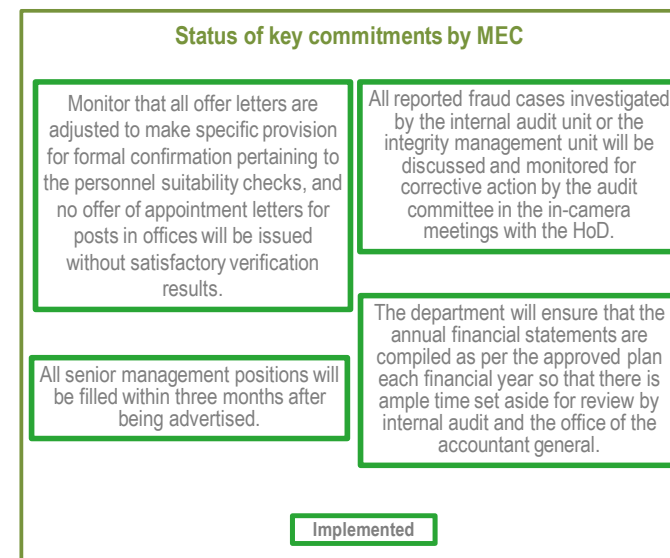 Status of key commitments by MEC
Monitor that all offer letters are
adjusted to make specific provision
for formal confirmation pertaining to
the personnel suitability checks, and
no offer of appointment letters for
posts in offices will be issued
without satisfactory verification
results.
All reported fraud cases investigated
by the internal audit unit or the
integrity management unit will be
discussed and monitored for
corrective action by the audit
committee in the in-camera
meetings with the HoD.
All senior management positions will
be filled within three months after
being advertised.
The department will ensure that the
annual financial statements are
compiled as per the approved plan
each financial year so that there is
ample time set aside for review by
internal audit and the office of the
accountant general.
Implemented